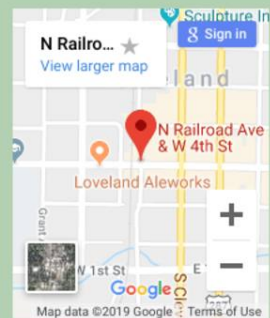 Sculpture In
N Railro...
Sign in
View larger map
land
N Railroad Ave
& W 4th St
Loveland Aleworks
Grant
W 1st St
E
S Cle
Google
287
Map data ©2019 Google
Terms of Use